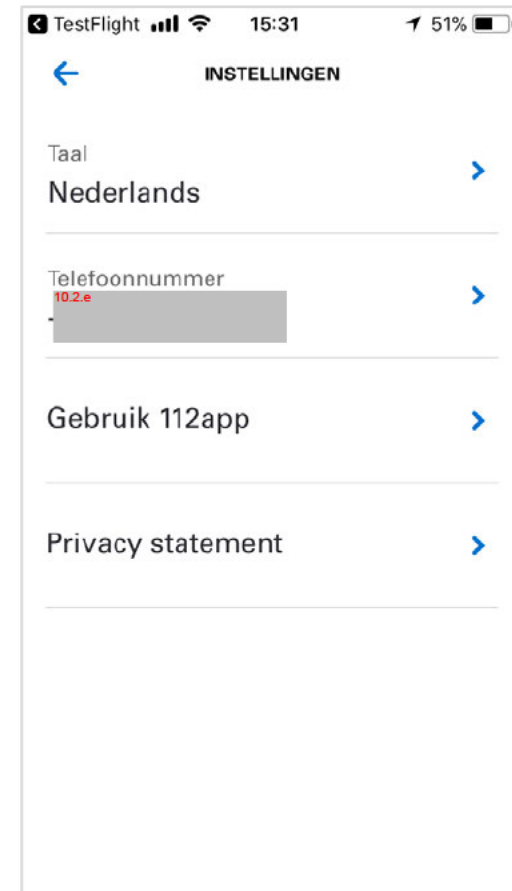 TestFlight 15:31 51%
INSTELLINGEN
Taal
Nederlands
Telefoonnummer
10.2.e
Gebruik 112app
Privacy statement